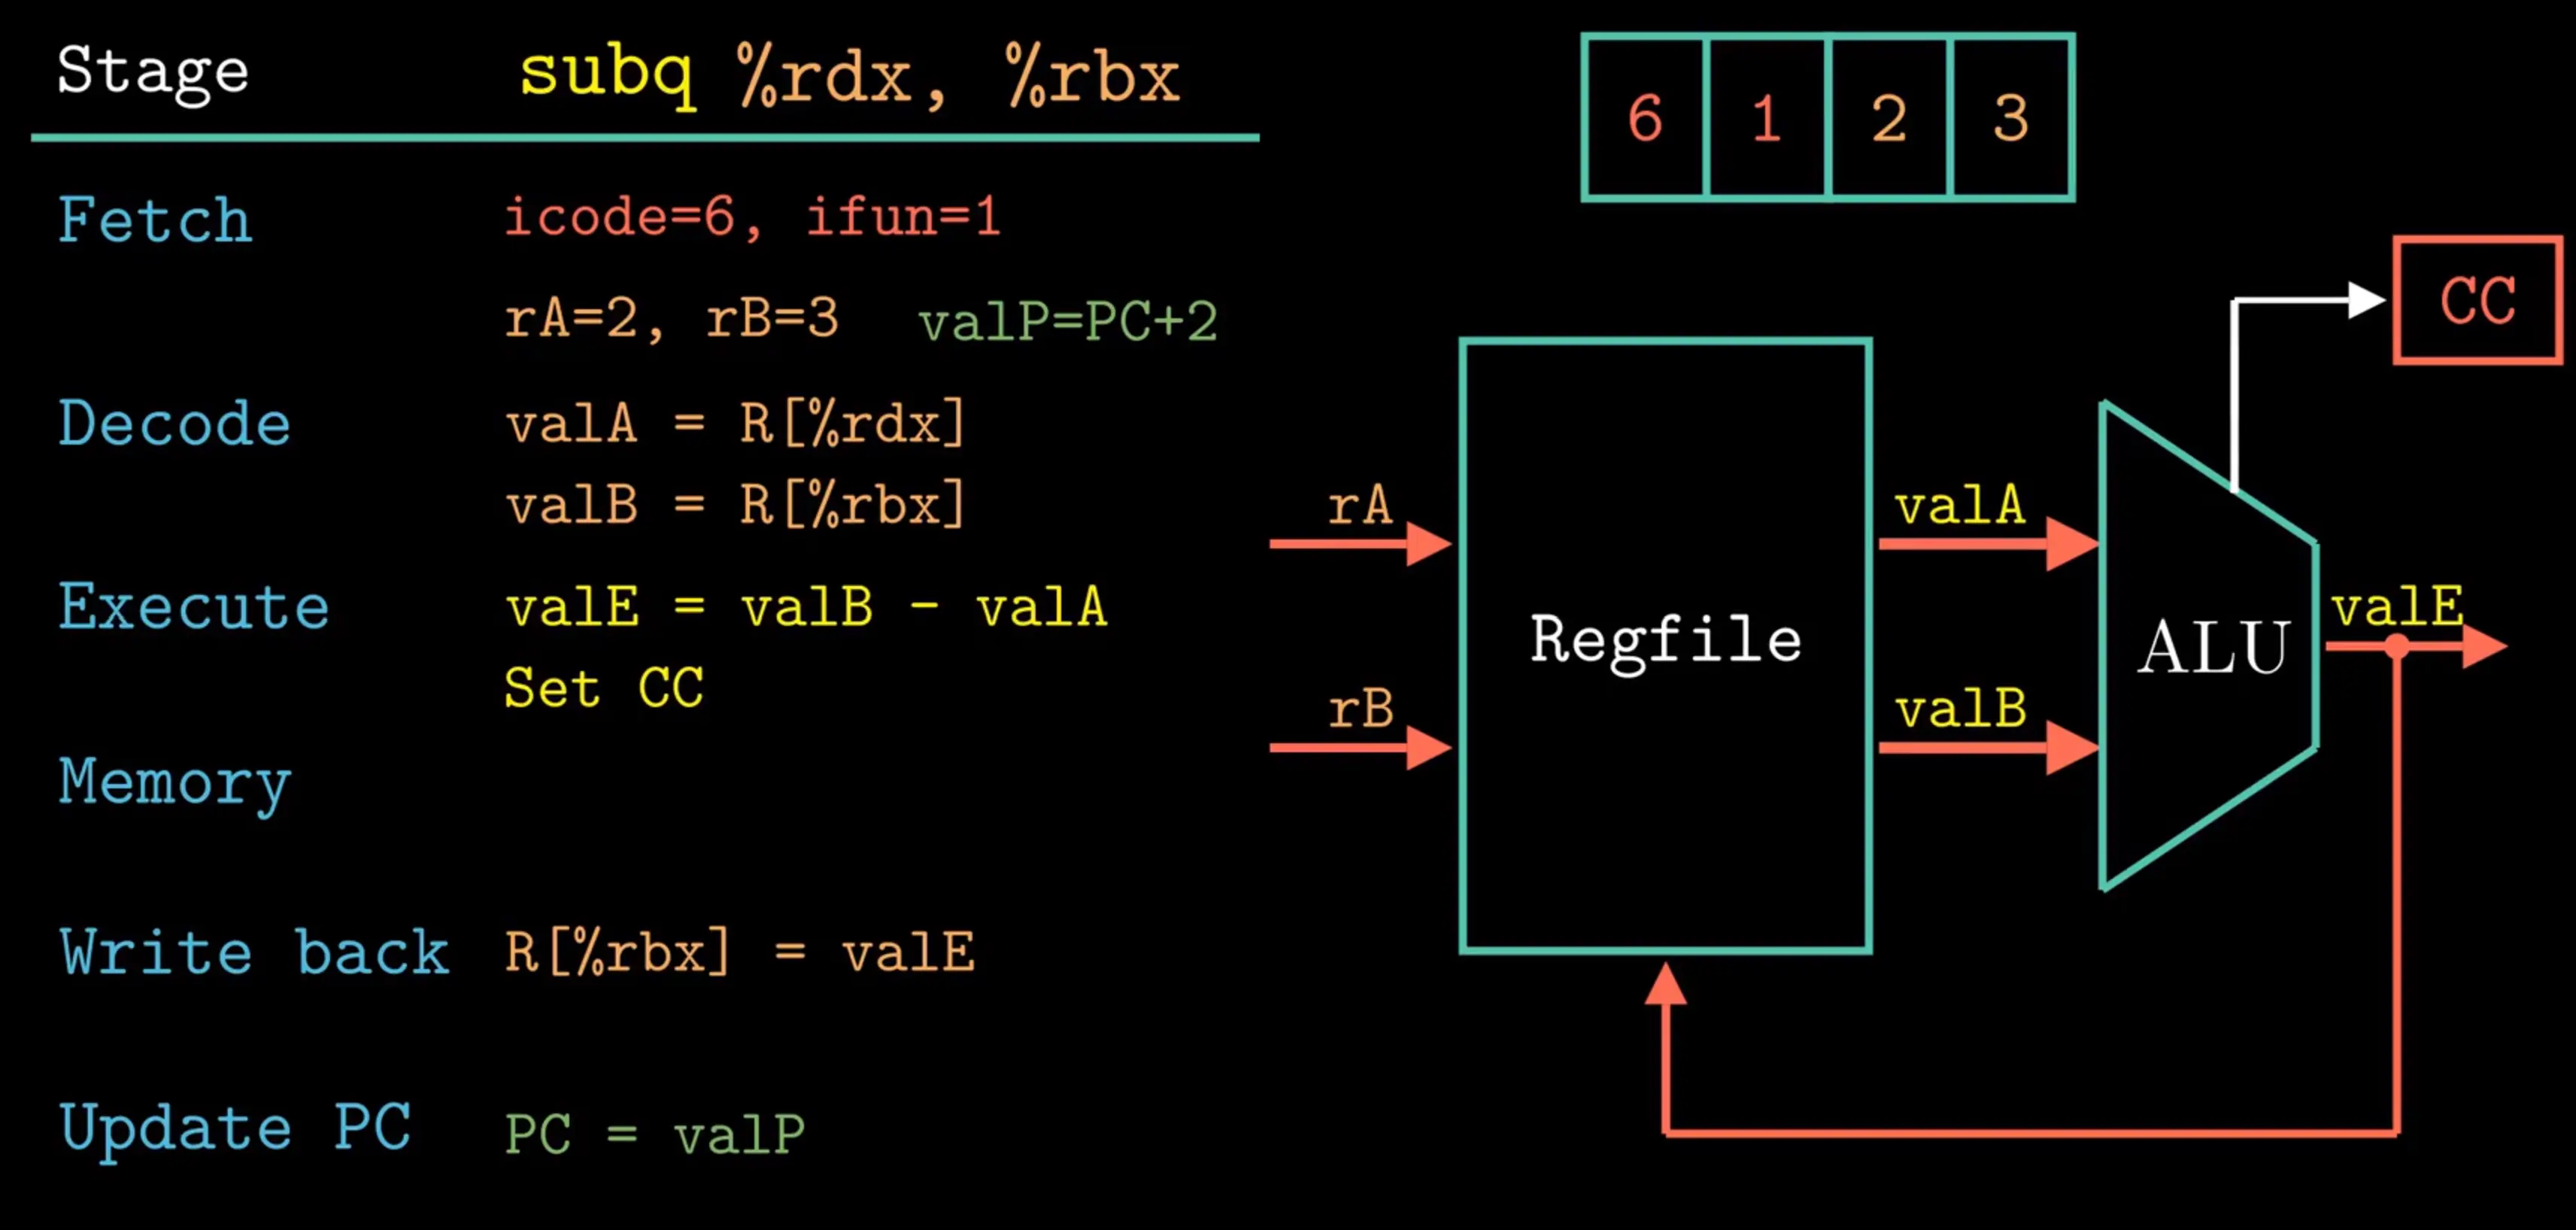 Stage subq %rdx, %rbx
Fetch icode=6, ifun=1
rA=2, rB=3 valP=PC+2
Decode valA = R[%rdx]
valB = R[%rbx]
Execute valE = valB - valA
Set CC
Memory
Write back R[%rbx] = valE
Update PC PC = valP
6 1 2 3
CC
rA
rB
Regfile
valA
valB
ALU
valE